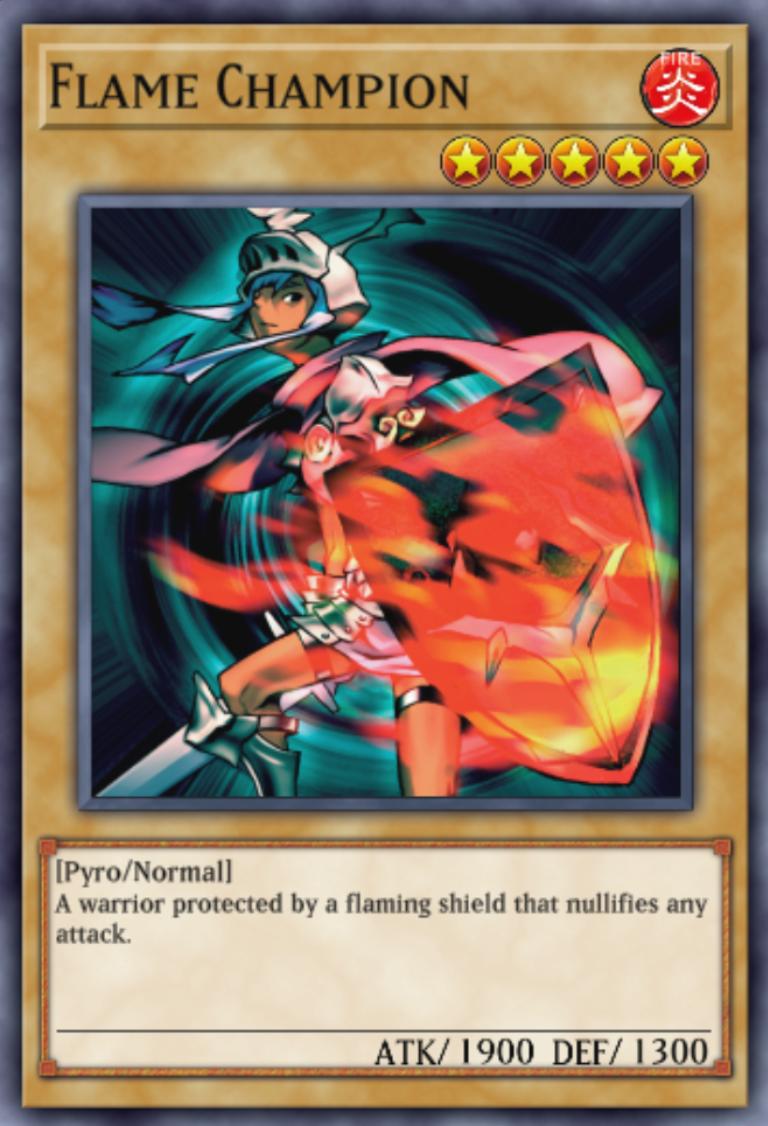 FLAME CHAMPION
FIRE
炎
[Pyro/Normal]
A warrior protected by a flaming shield that nullifies any
attack.
ATK/ 1900 DEF/ 1300